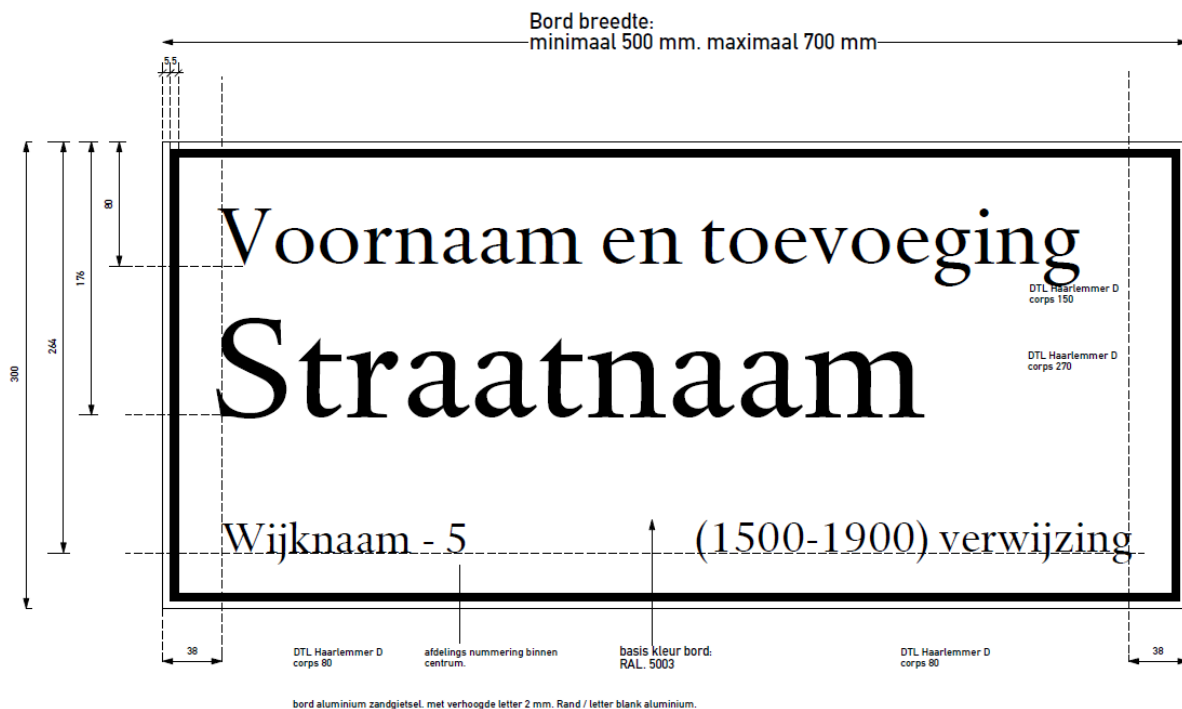 Bord breedte:
minimaal 500 mm. maximaal 700 mm
5,5
80
176
264
300
Voornaam en toevoeging
DTL Haarlemmer D
corps 150
Straatnaam
DTL Haarlemmer D
corps 270
Wijknaam - 5
(1500-1900) verwijzing
38
DTL Haarlemmer D
corps 80
afdelings nummering binnen
centrum.
basis kleur bord:
RAL. 5003
DTL Haarlemmer D
corps 80
38
bord aluminium zandgietsel. met verhoogde letter 2 mm. Rand / letter blank aluminium.